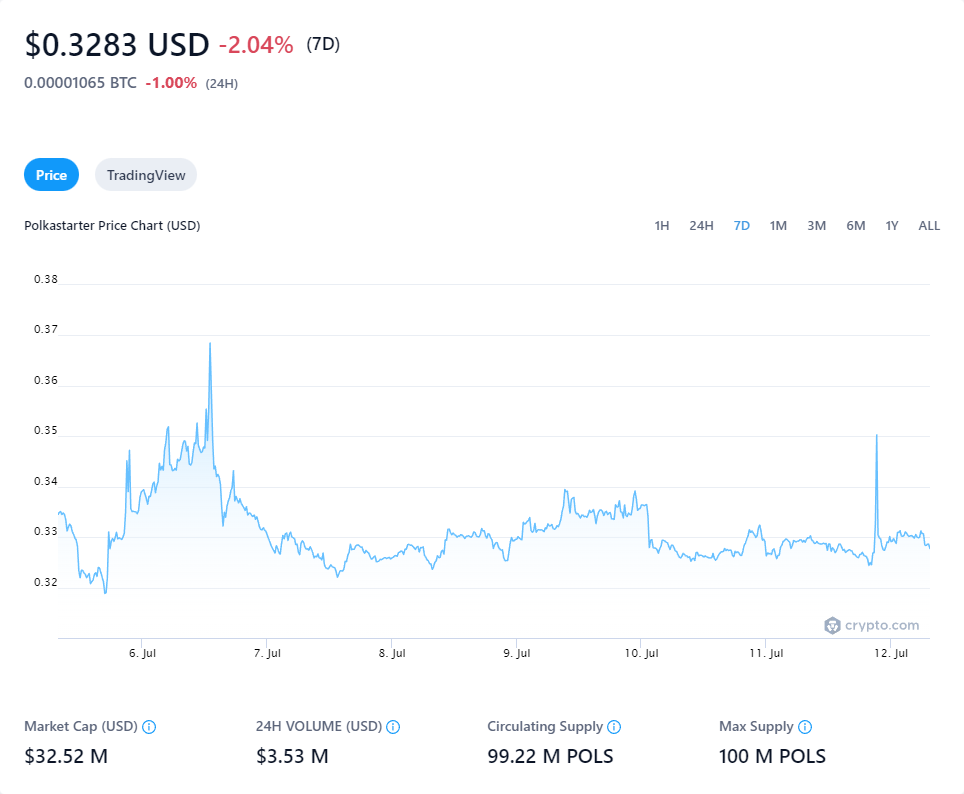 $0.3283 USD -2.04% (7D)
0.00001065 BTC -1.00% (24H)
Price TradingView
Polkastarter Price Chart (USD) 1H 24H 7D 1M 3M 6M 1Y ALL
0.38
0.37
0.36
0.35
0.34
0.33
0.32
crypto.com
6. Jul 7. Jul 8. Jul 9. Jul 10. Jul 11. Jul 12. Jul
Market Cap (USD) 24H VOLUME (USD) Circulating Supply Max Supply
$32.52 M $3.53 M 99.22 M POLS 100 M POLS